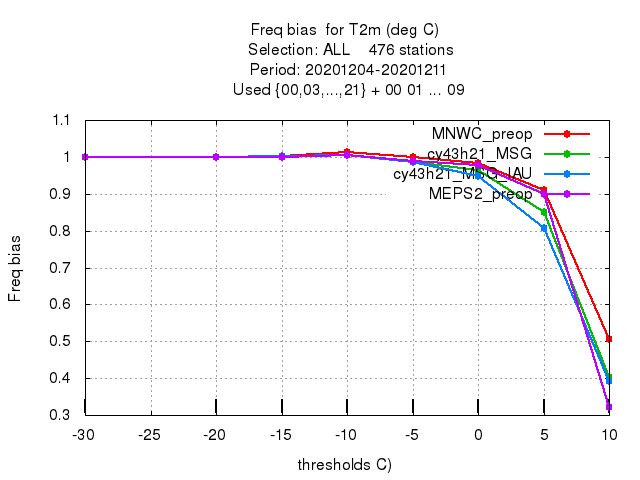 Freq bias  for T2m (deg C)
Selection: ALL    476 stations
Period: 20201204-20201211
Used {00,03,...,21} + 00 01 ... 09
1.1
1
0.9
0.8
0.7
0.6
0.5
0.4
0.3
Freq bias
MNWC_preop
cy43h21_MSG
cy43h21_MSG_IAU
MEPS2_preop
-30 -25 -20 -15 -10 -5 0 5 10
thresholds C)